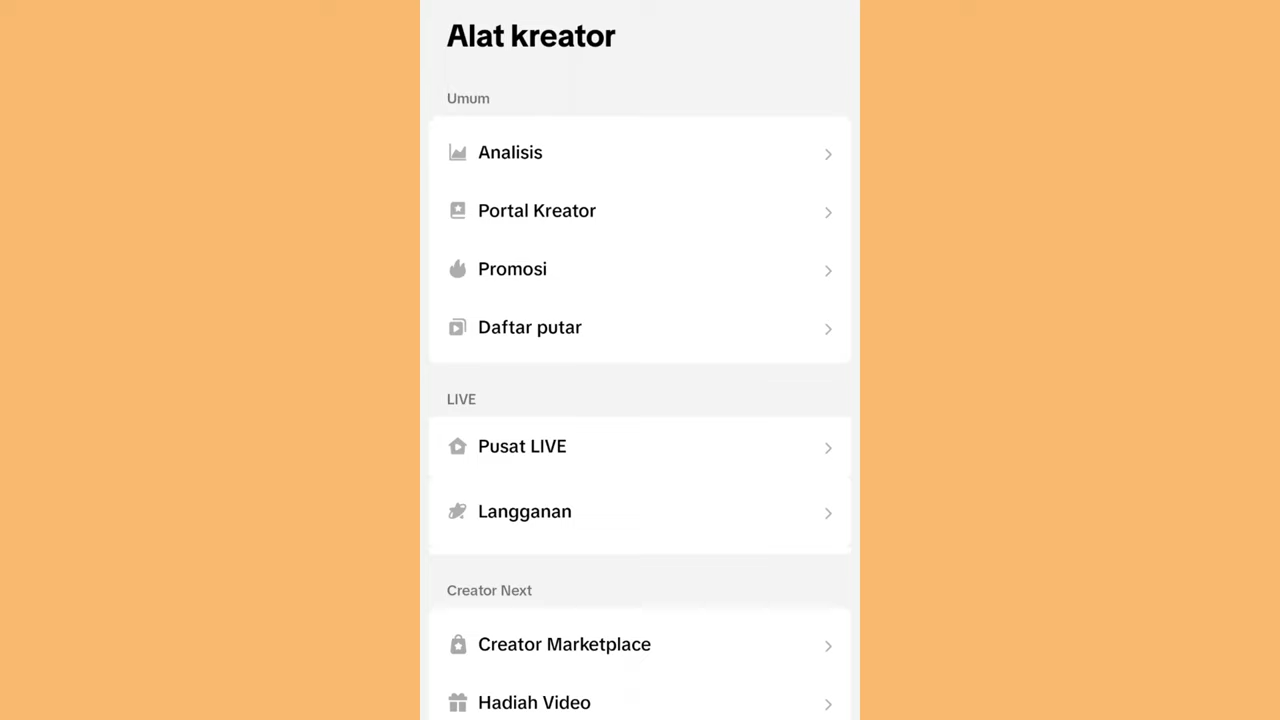 Alat kreator
Umum
Analisis
Portal Kreator
Promosi
Daftar putar
LIVE
Pusat LIVE
Langganan
Creator Next
Creator Marketplace
Hadiah Video